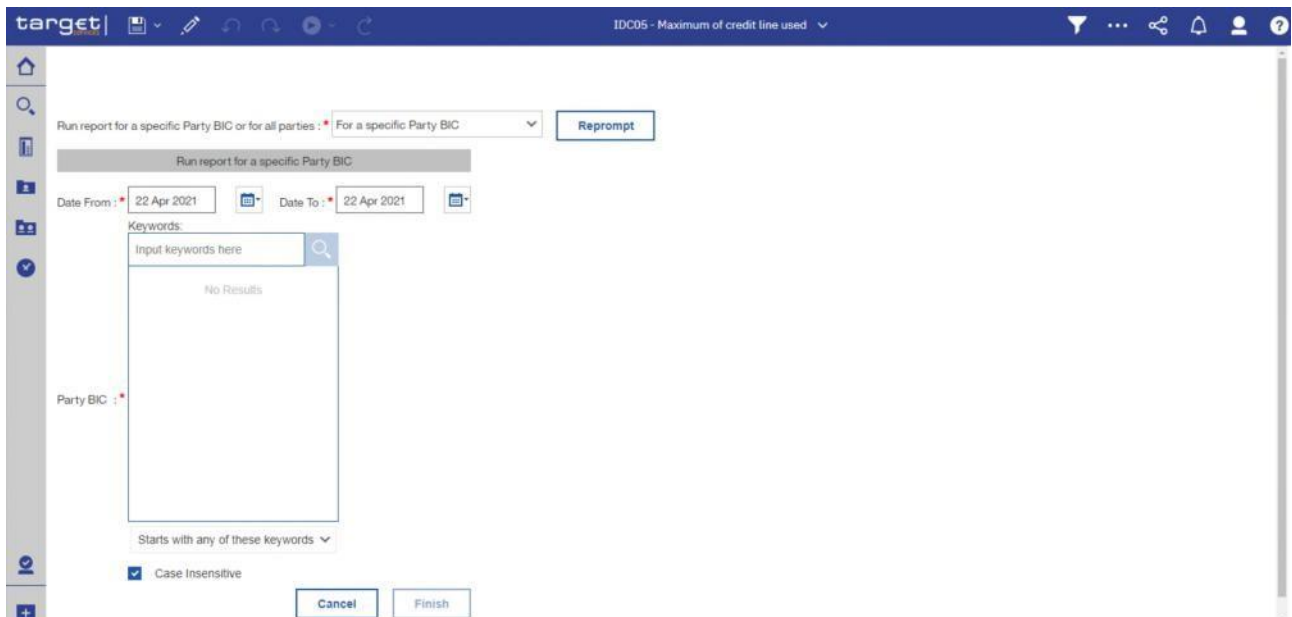 target|
SERVICES
IDC05 - Maximum of credit line used
Run report for a specific Party BIC or for all parties : * For a specific Party BIC Reprompt
Run report for a specific Party BIC
Date From : * 22 Apr 2021 Date To : * 22 Apr 2021
Keywords:
Input keywords here
No Results
Party BIC : *
Starts with any of these keywords
Case Insensitive
Cancel Finish